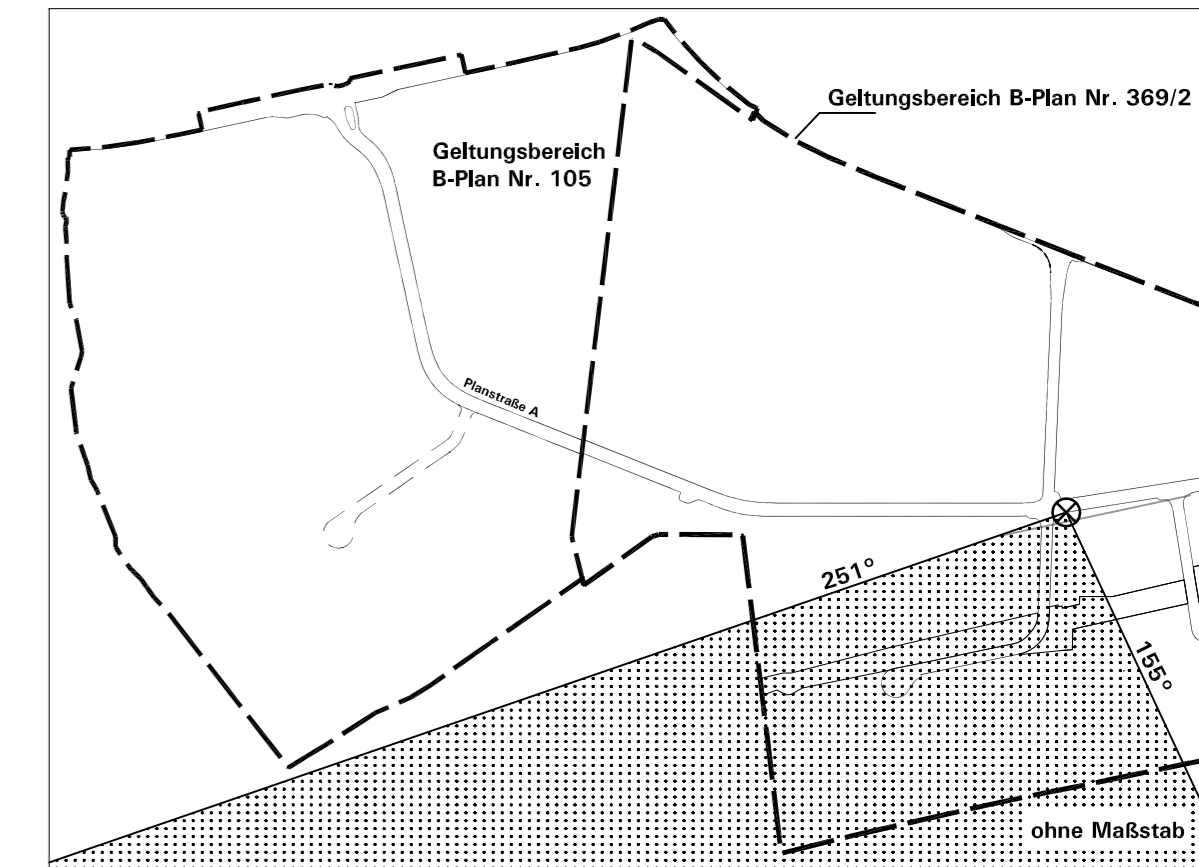 Geltungsbereich B-Plan Nr. 369/2
Geltungsbereich
B-Plan Nr. 105
Planstraße A
251°
155°
ohne Maßstab